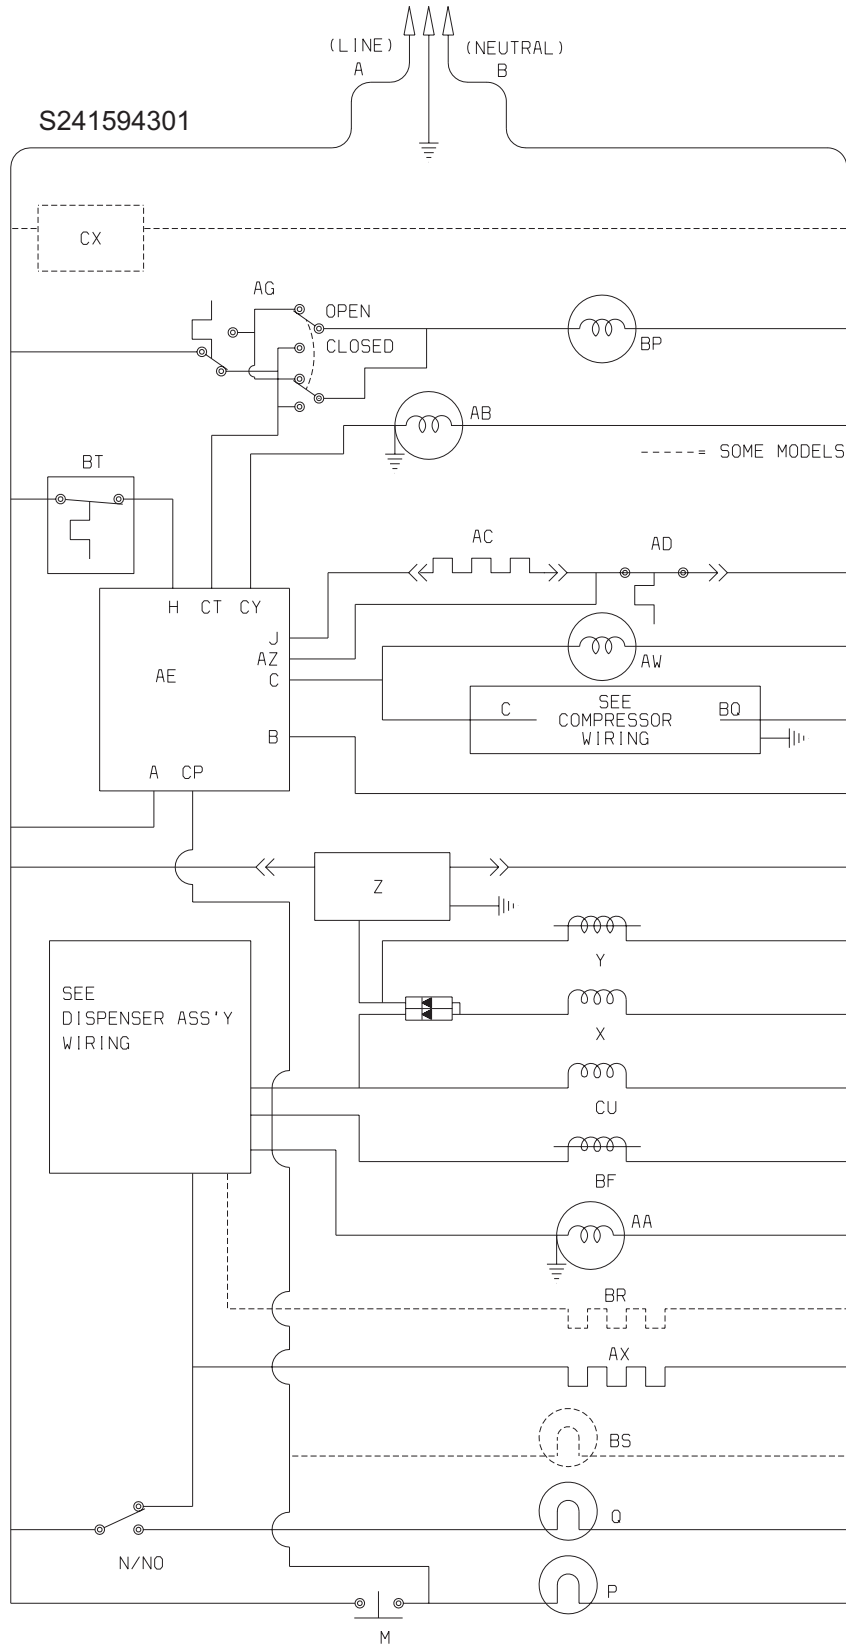 (LINE)
A
(NEUTRAL)
B
S241594301
CX
AG
OPEN
CLOSED
BP
AB
----- = SOME MODELS
BT
AC
AD
H CT CY
J
AZ
C
AE
B
A CP
AW
C
SEE
COMPRESSOR
WIRING
BQ
Z
Y
SEE
DISPENSER ASS'Y
WIRING
X
CU
BF
AA
BR
AX
BS
Q
N/NO
P
M